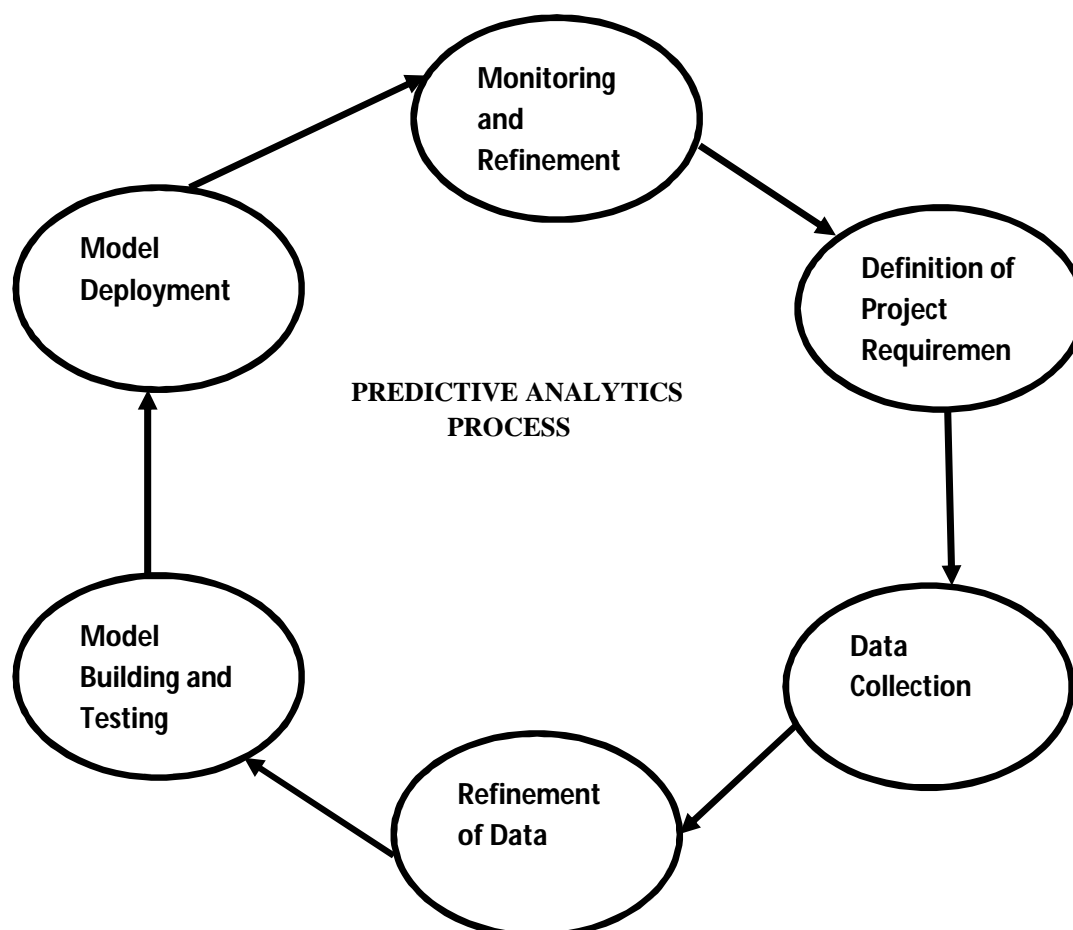 Monitoring
and
Refinement
Model
Deployment
Definition of
Project
Requiremen
PREDICTIVE ANALYTICS
PROCESS
Model
Building and
Testing
Data
Collection
Refinement
of Data